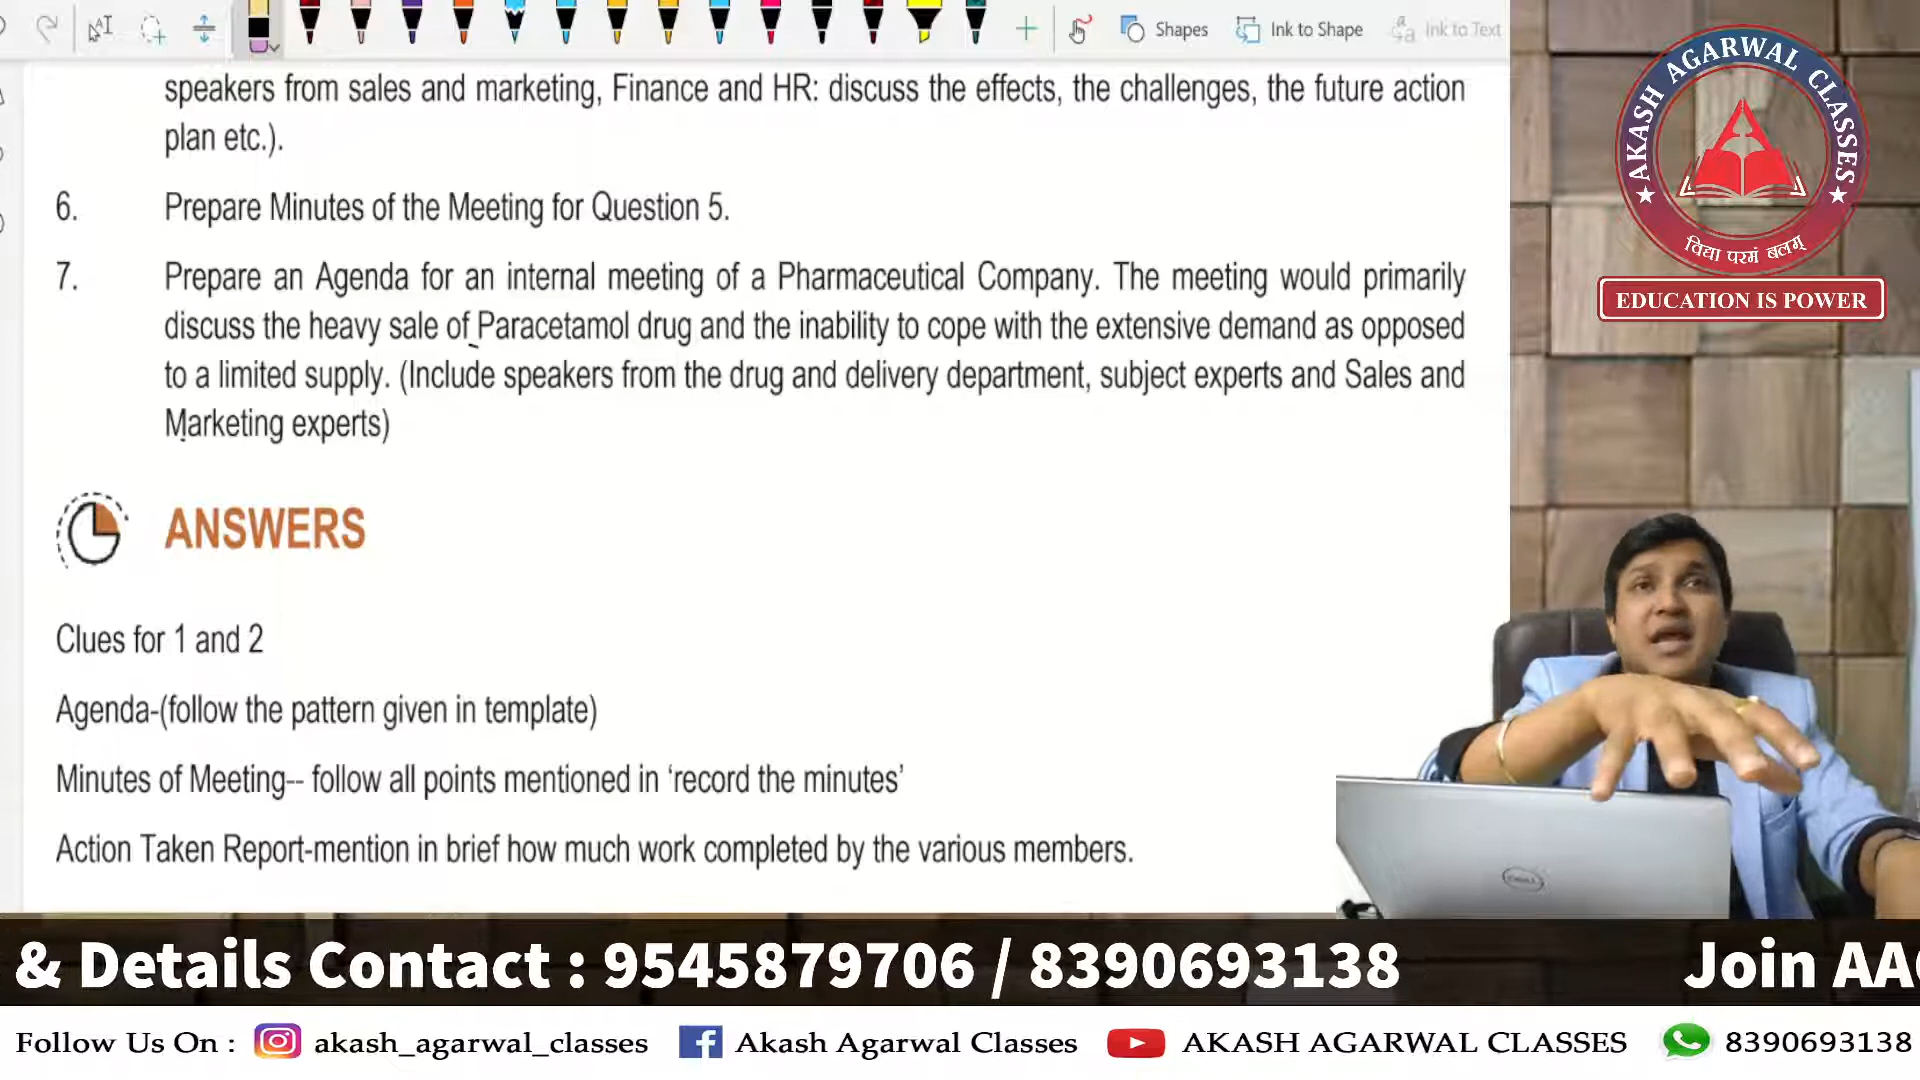 Shapes
Ink to Shape
Ink to Text
speakers from sales and marketing, Finance and HR: discuss the effects, the challenges, the future action
plan etc.).
6. Prepare Minutes of the Meeting for Question 5.
7. Prepare an Agenda for an internal meeting of a Pharmaceutical Company. The meeting would primarily
discuss the heavy sale of Paracetamol drug and the inability to cope with the extensive demand as opposed
to a limited supply. (Include speakers from the drug and delivery department, subject experts and Sales and
Marketing experts)
ANSWERS
Clues for 1 and 2
Agenda-(follow the pattern given in template)
Minutes of Meeting-- follow all points mentioned in ‘record the minutes’
Action Taken Report-mention in brief how much work completed by the various members.
AKASH AGARWAL CLASSES
विद्या परमं बलम्
EDUCATION IS POWER
DELL
& Details Contact : 9545879706 / 8390693138 Join AA
Follow Us On : akash_agarwal_classes Akash Agarwal Classes AKASH AGARWAL CLASSES 8390693138